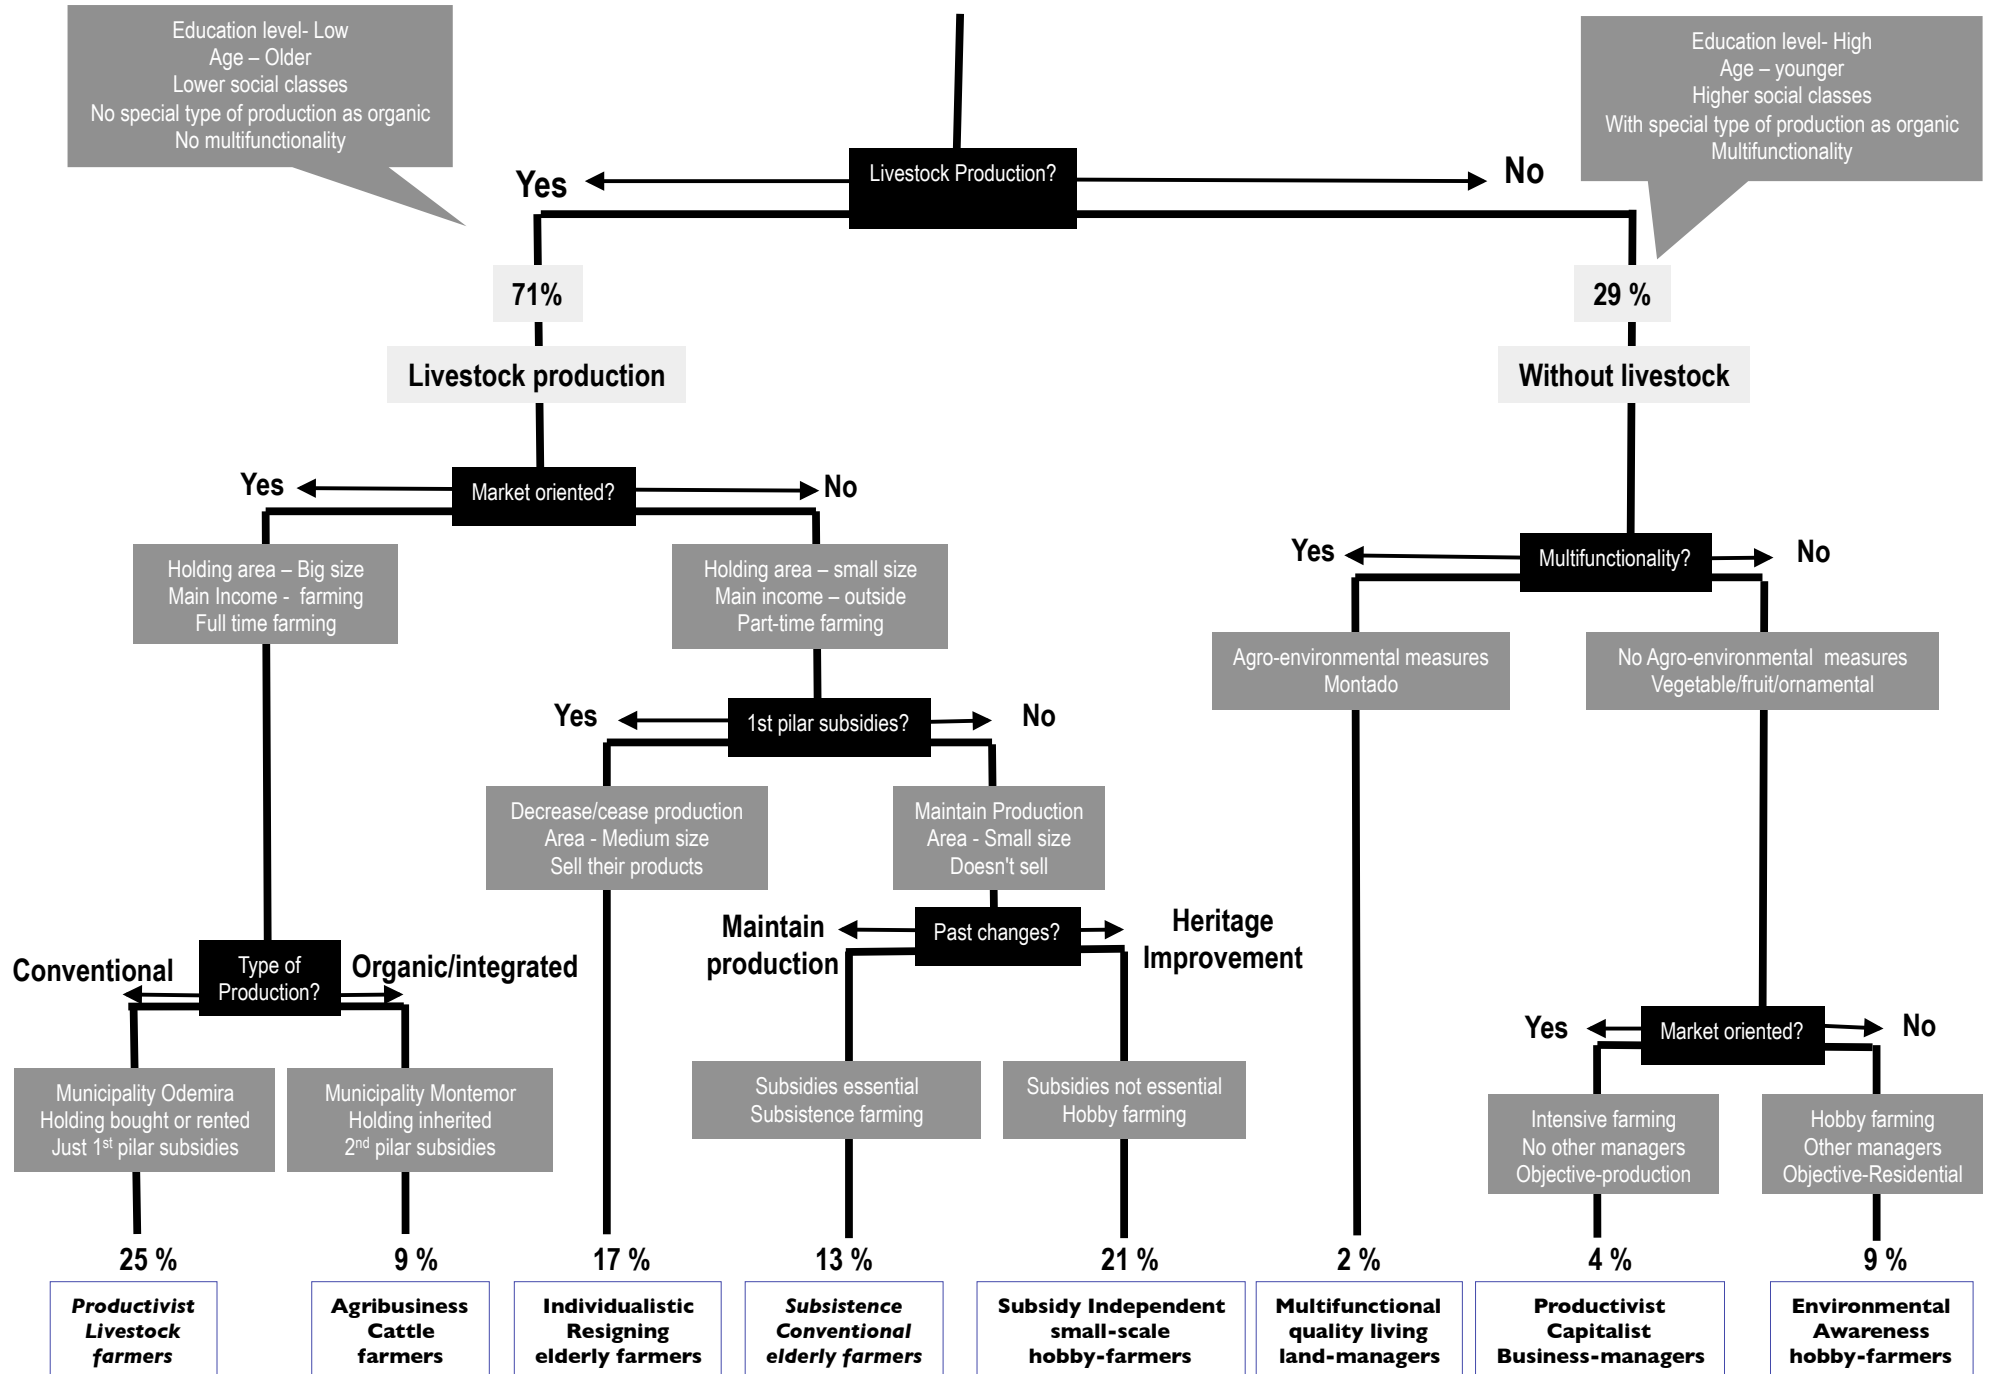 Education level- Low
Age – Older
Lower social classes
No special type of production as organic
No multifunctionality
Education level- High
Age – younger
Higher social classes
With special type of production as organic
Multifunctionality
Livestock Production?
Yes
No
71%
29 %
Livestock production
Without livestock
Yes
Market oriented?
No
Yes
Multifunctionality?
No
Holding area – Big size
Main Income - farming
Full time farming
Holding area – small size
Main income – outside
Part-time farming
Agro-environmental measures
Montado
No Agro-environmental measures
Vegetable/fruit/ornamental
Yes
1st pilar subsidies?
No
Decrease/cease production
Area - Medium size
Sell their products
Maintain Production
Area - Small size
Doesn't sell
Maintain
production
Past changes?
Heritage
Improvement
Conventional
Type of
Production?
Organic/integrated
Yes
Market oriented?
No
Municipality Odemira
Holding bought or rented
Just 1st pilar subsidies
Municipality Montemor
Holding inherited
2nd pilar subsidies
Subsidies essential
Subsistence farming
Subsidies not essential
Hobby farming
Intensive farming
No other managers
Objective-production
Hobby farming
Other managers
Objective-Residential
25 %
9 %
17 %
13 %
21 %
2 %
4 %
9 %
Productivist
Livestock
farmers
Agribusiness
Cattle
farmers
Individualistic
Resigning
elderly farmers
Subsistence
Conventional
elderly farmers
Subsidy Independent
small-scale
hobby-farmers
Multifunctional
quality living
land-managers
Productivist
Capitalist
Business-managers
Environmental
Awareness
hobby-farmers